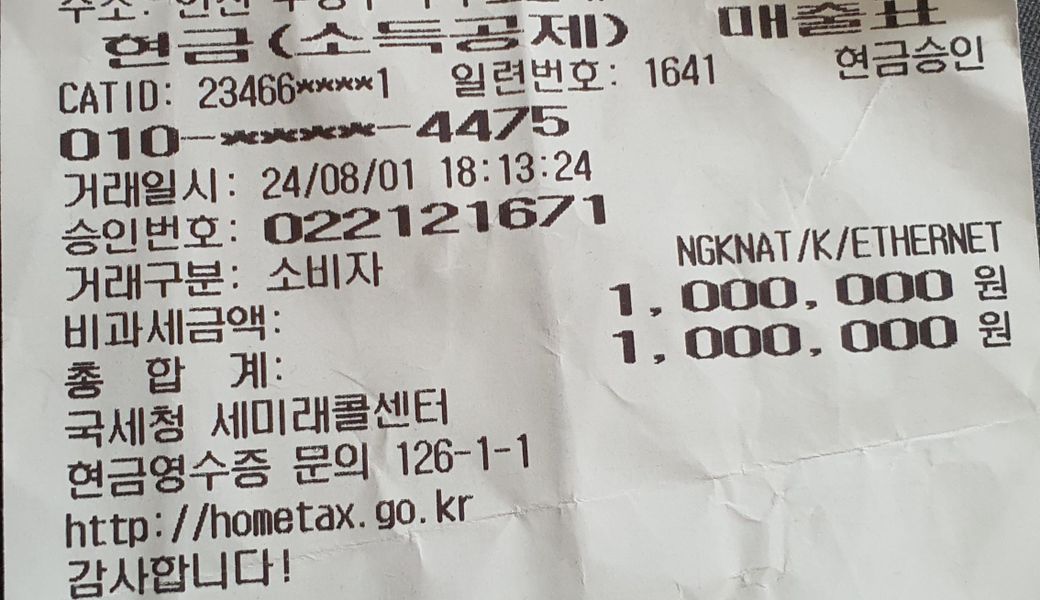 주소: 인천
현금(소득공제) 매출표
CATID: 23466****1 일련번호: 1641 현금승인
010-****-4475
거래일시: 24/08/01 18:13:24
승인번호: 022121671
거래구분: 소비자 NGKNAT/K/ETHERNET
비과세금액: 1,000,000 원
총 합 계: 1,000,000 원
국세청 세미래콜센터
현금영수증 문의 126-1-1
http://hometax.go.kr
감사합니다!